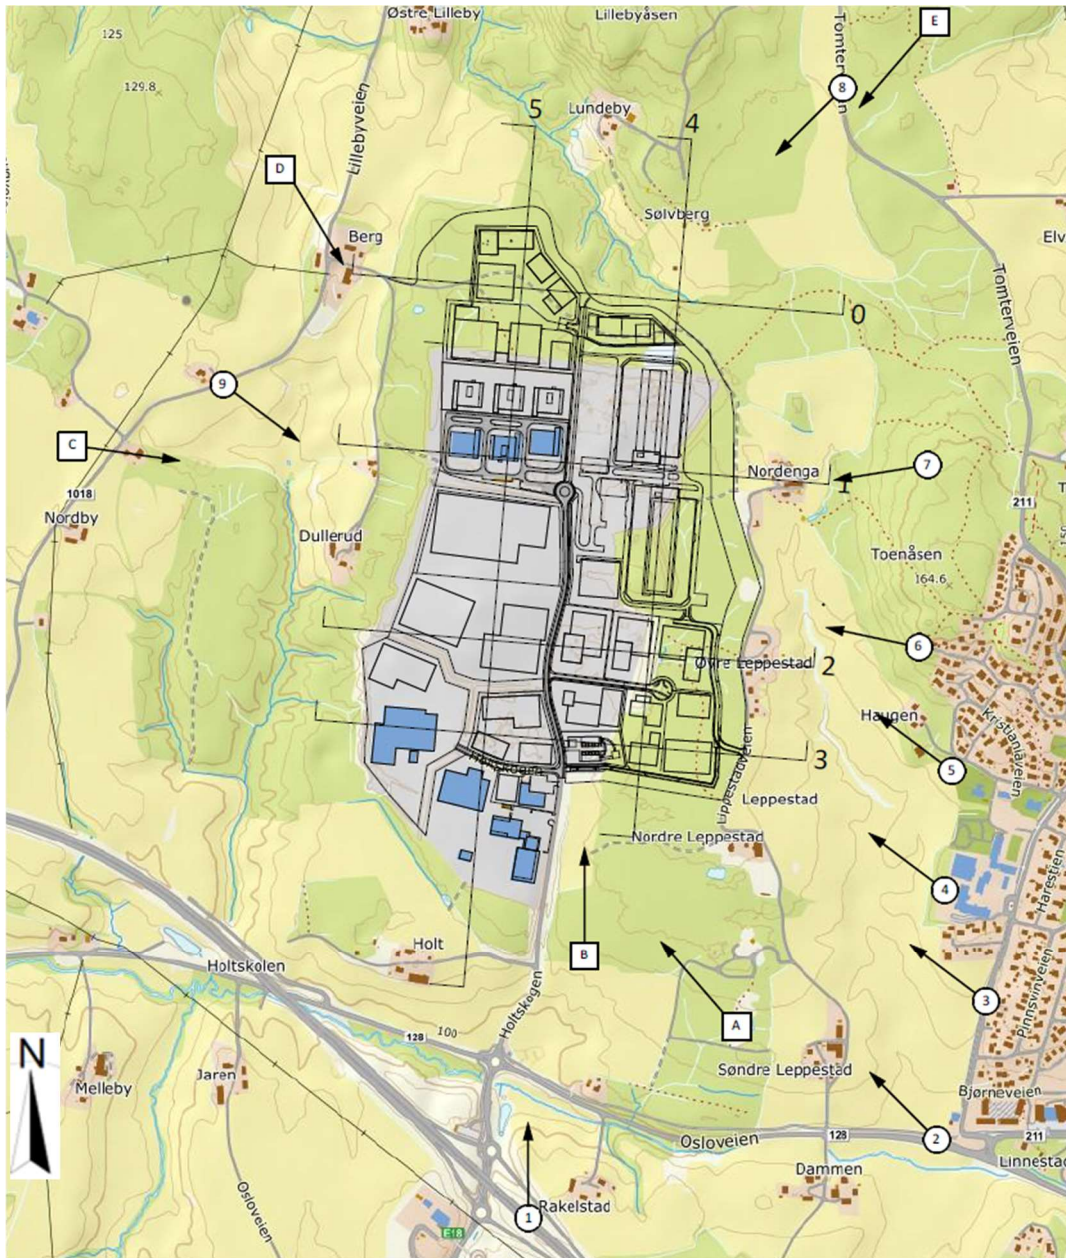 Østre Lilleby
Lillebyåsen
125
129.8
Lillebyveien
Tomterveien
E
8
5
4
Lundeby
D
Sølvberg
Berg
Elv
0
Tomterveien
9
C
1018
Nordby
Dullerud
Nordenga
7
1
211
Toenåsen
164.6
6
Øvre Leppestad
2
Haugen
Kristianiaveien
5
3
Lippestadveien
Leppestad
Nordre Leppestad
4
Harestien
Holt
Holtskolen
B
A
3
Pinnsvinveien
Holtskogen
128
100
N
Melleby
Jaren
Søndre Leppestad
Bjørneveien
2
Osloveien
128
211
Linnestad
Dammen
Osloveien
Rakelstad
1
E18